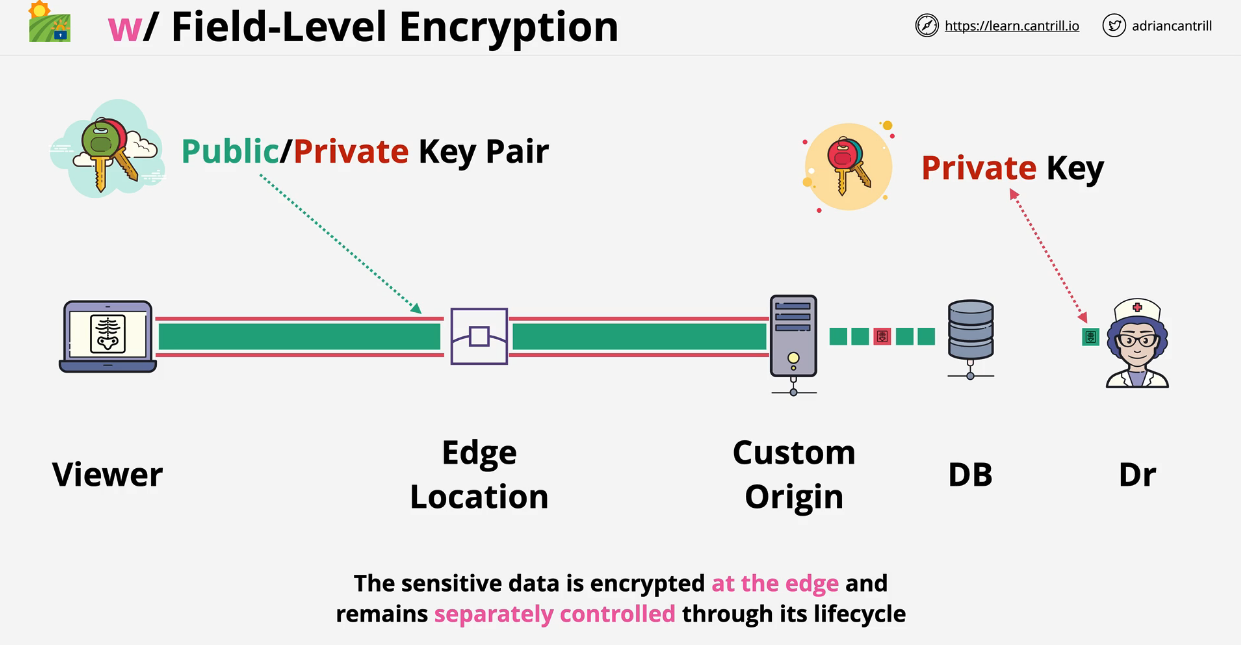 w/ Field-Level Encryption
https://learn.cantrill.io
adriancantrill
Public/Private Key Pair
Private Key
Viewer
Edge
Location
Custom
Origin
DB
Dr
The sensitive data is encrypted at the edge and
remains separately controlled through its lifecycle